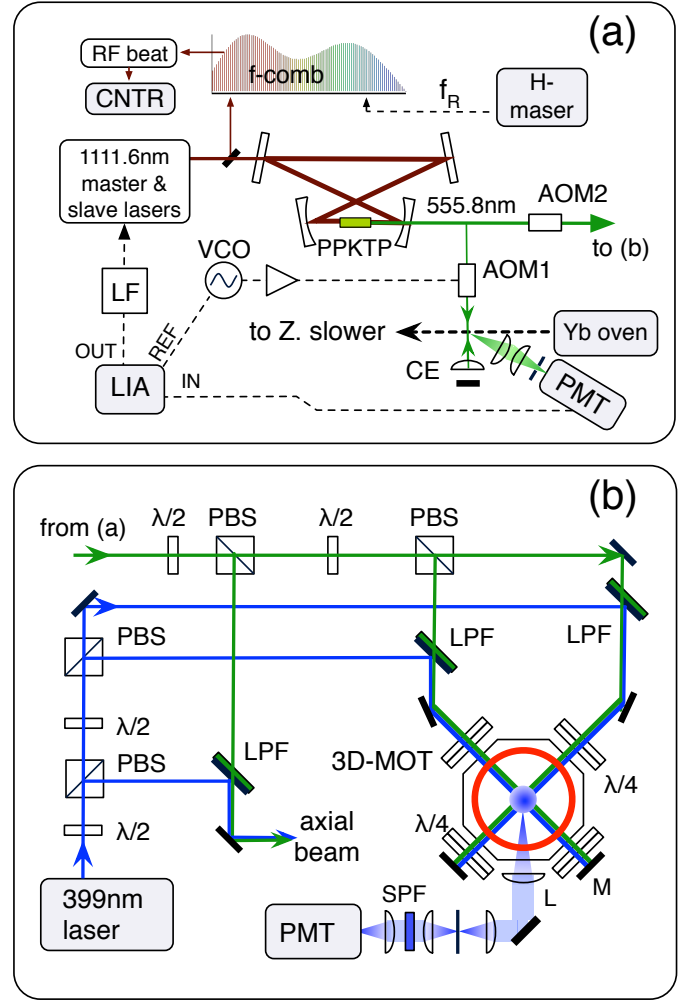 (a)
RF beat
CNTR
f-comb
f_R
H-
maser
1111.6nm
master &
slave lasers
PPKTP
555.8nm
AOM2
to (b)
VCO
AOM1
LF
OUT
REF
to Z. slower
Yb oven
LIA
IN
CE
PMT
(b)
from (a)
λ/2
PBS
λ/2
PBS
PBS
LPF
LPF
λ/2
PBS
LPF
3D-MOT
λ/4
λ/2
axial
beam
λ/4
399nm
laser
SPF
L
M
PMT